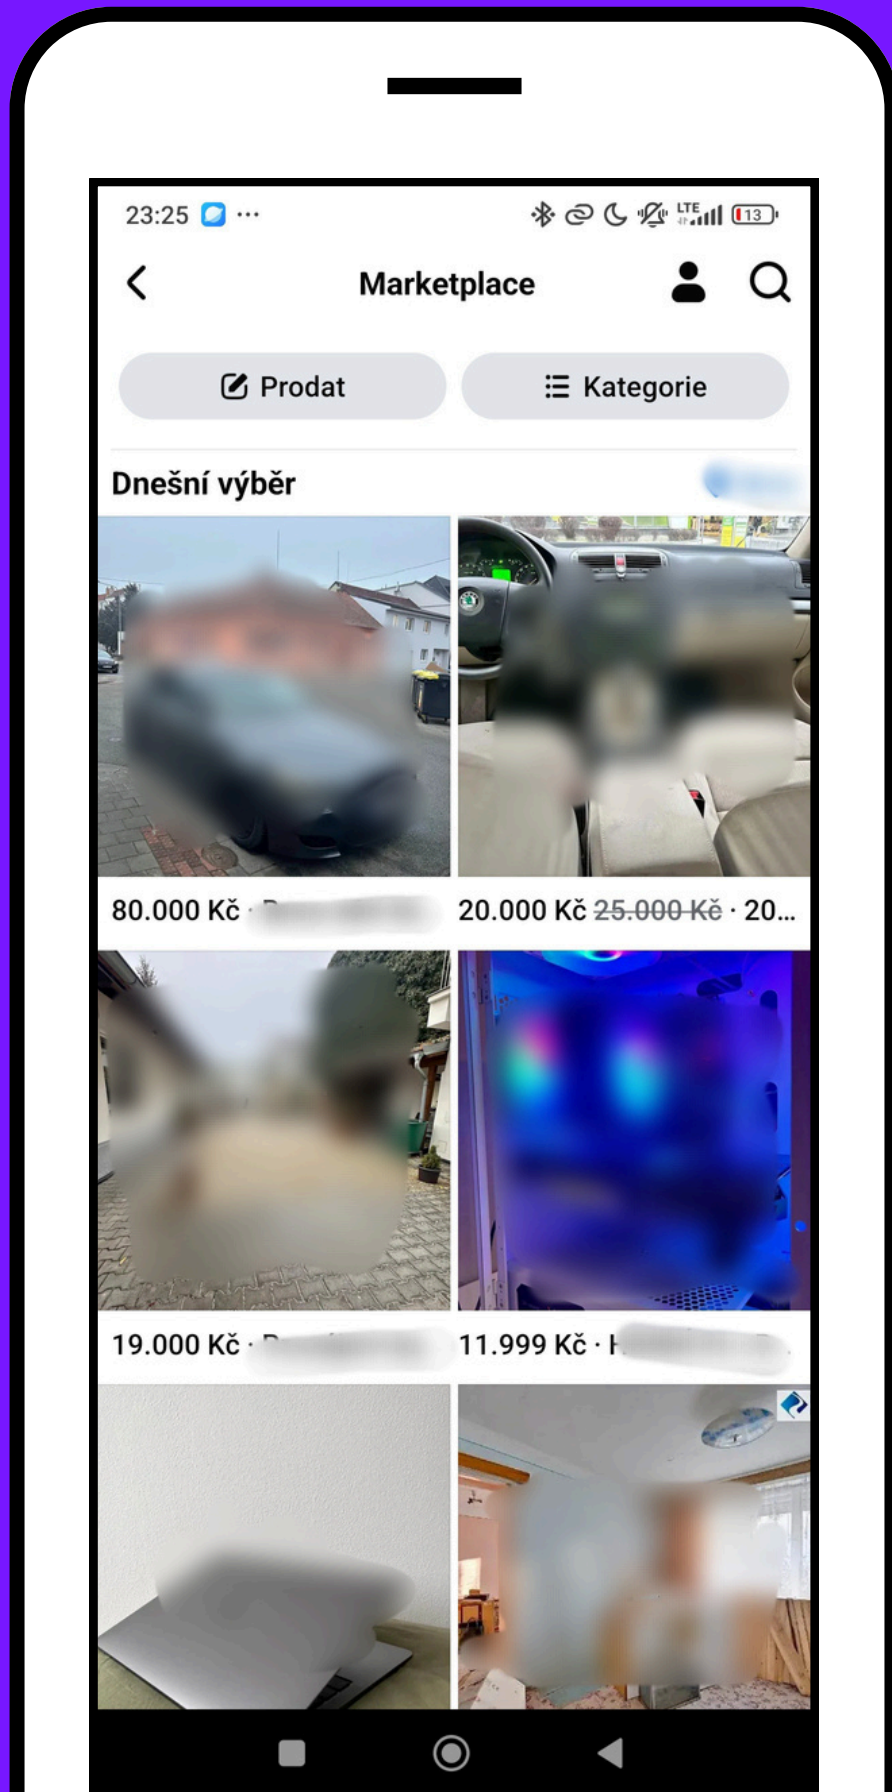 23:25 ...
LTE 13
Marketplace
Prodat
Kategorie
Dnešní výběr
80.000 Kč ·
20.000 Kč 25.000 Kč · 20...
19.000 Kč ·
11.999 Kč ·